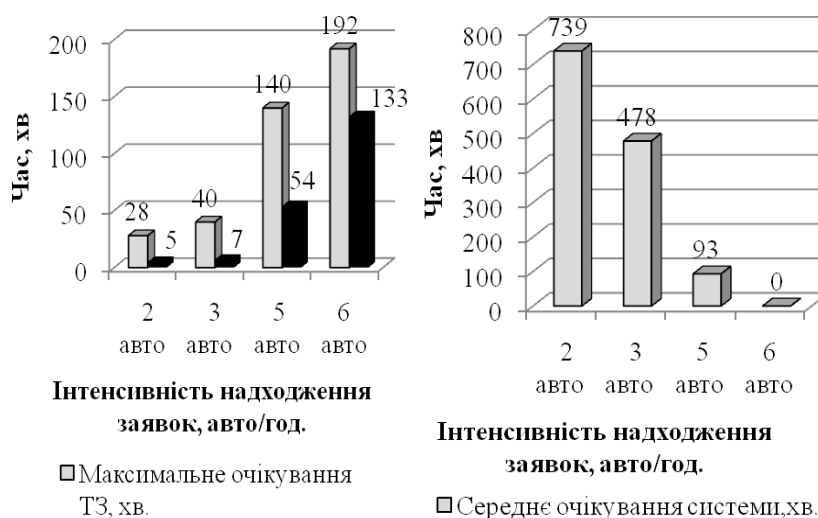 200
150
100
50
0
Час, хв
28
5
40
7
140
54
192
133
2
3
5
6
авто
авто
авто
авто
Інтенсивність надходження
заявок, авто/год.
Максимальне очікування
ТЗ, хв.
800
700
600
500
400
300
200
100
0
Час, хв
739
478
93
0
2
3
5
6
авто
авто
авто
авто
Інтенсивність надходження
заявок, авто/год.
Середнє очікування системи,хв.